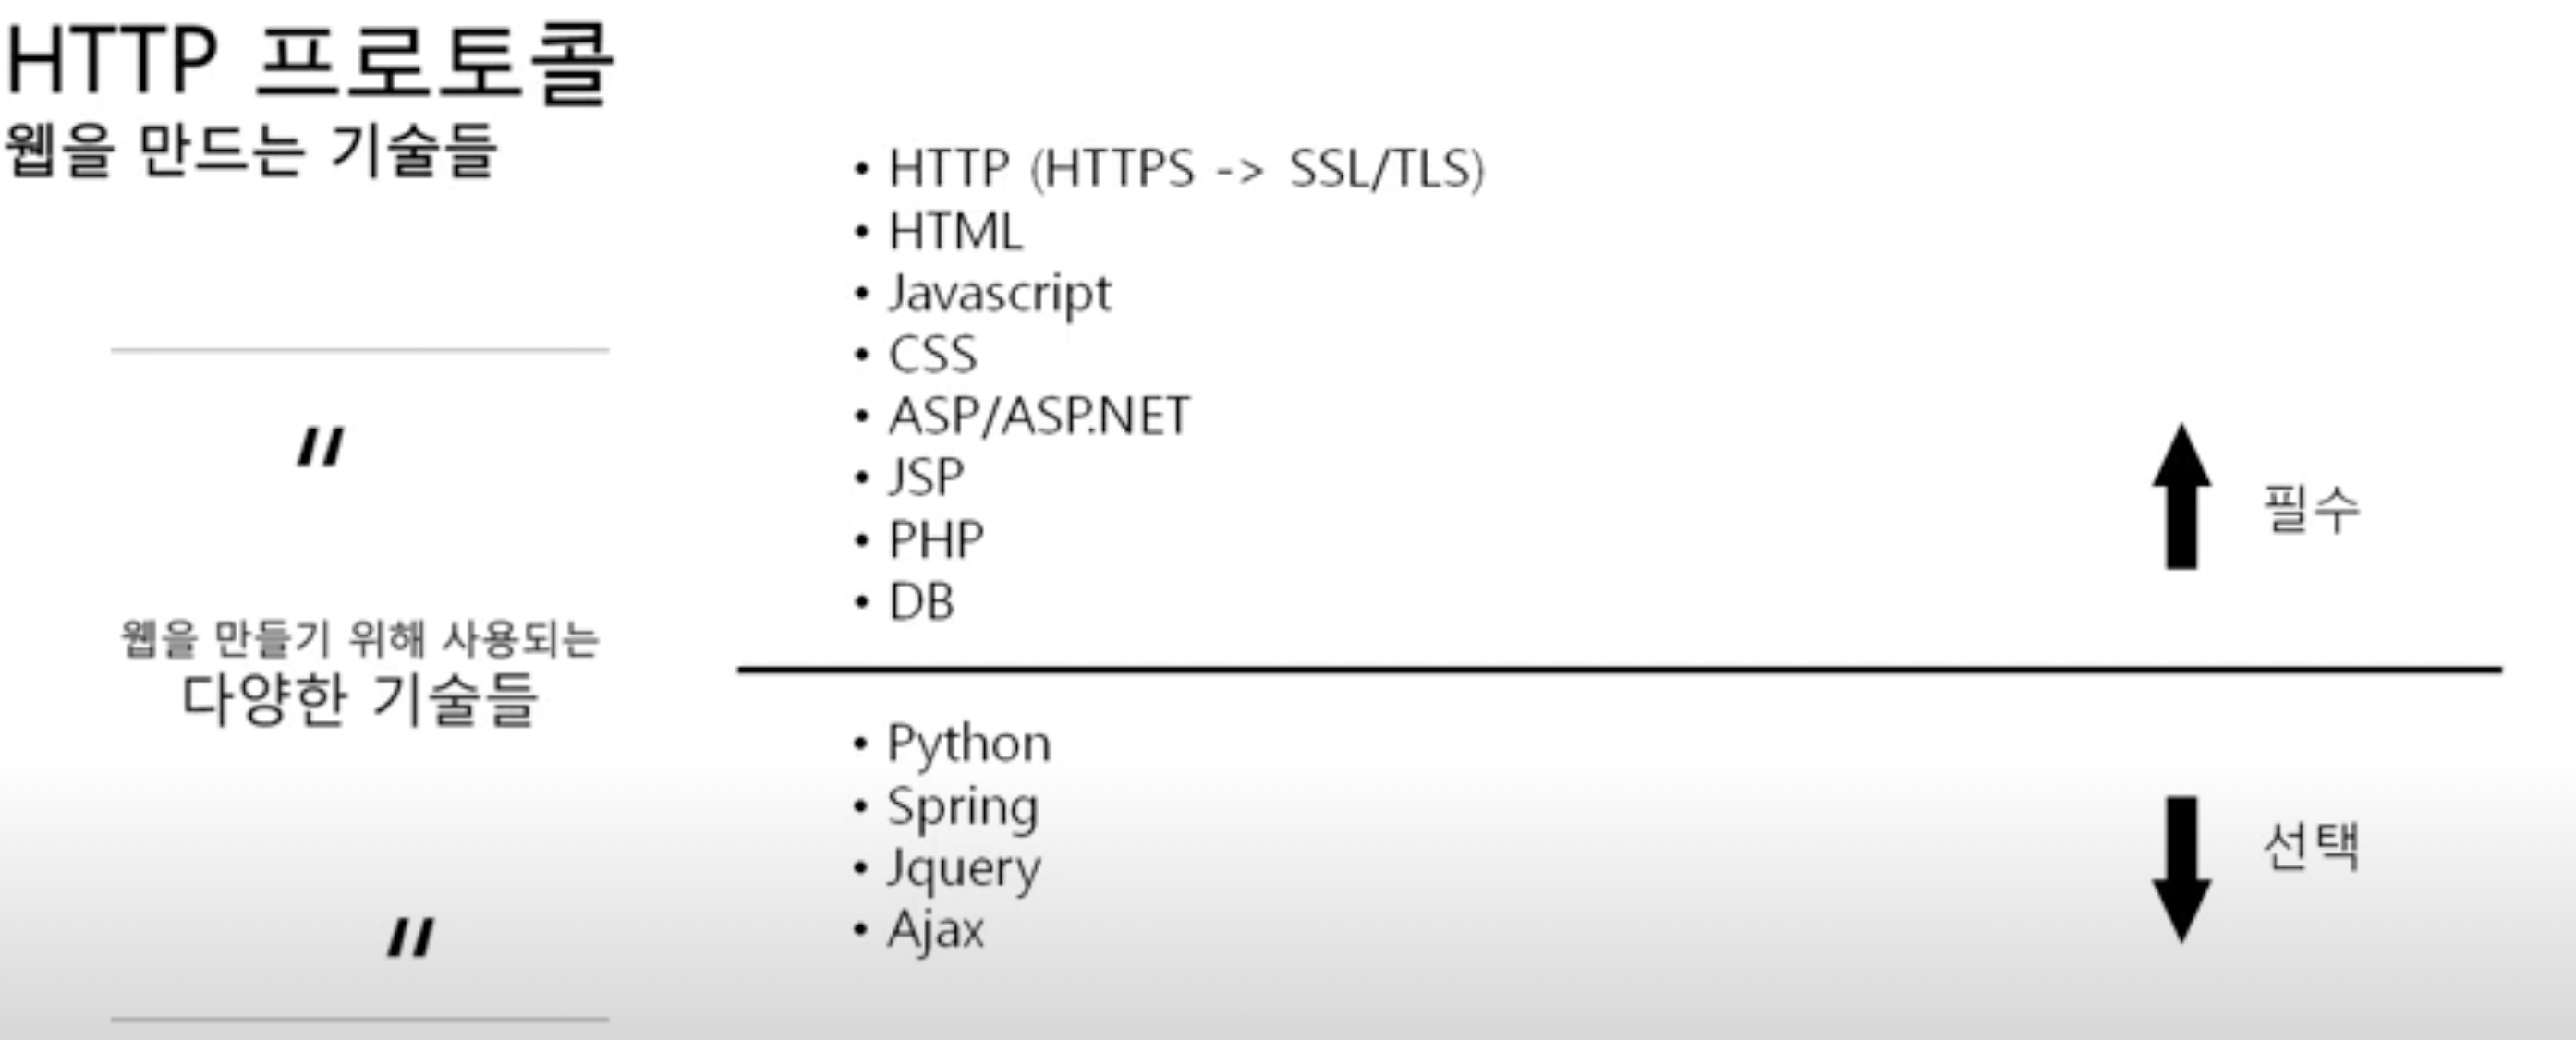 HTTP 프로토콜
웹을 만드는 기술들
"
웹을 만들기 위해 사용되는
다양한 기술들
"
• HTTP (HTTPS -> SSL/TLS)
• HTML
• Javascript
• CSS
• ASP/ASP.NET
• JSP
• PHP
• DB
필수
• Python
• Spring
• Jquery
• Ajax
선택